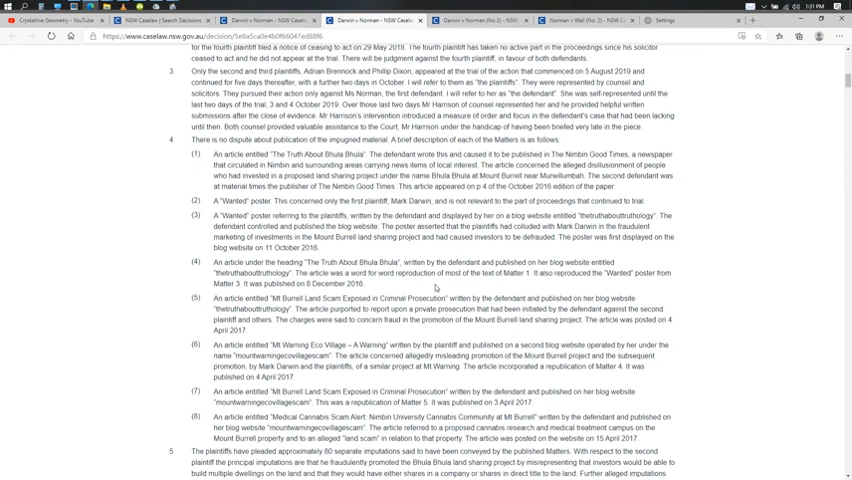 1:31 PM
Crystalline Geometry - YouTube
NSW Caselaw | Search Decisions
Darwin v Norman - NSW Caselaw
Darwin v Norman - NSW Caselaw
Darwin v Norman (No 2) - NSW
Norman v Wall (No. 2) - NSW Ca
Settings
https://www.caselaw.nsw.gov.au/decision/5e8a5ca0e4b0f66047ed88f6
for the fourth plaintiff filed a notice of ceasing to act on 29 May 2018. The fourth plaintiff has taken no active part in the proceedings since his solicitor
ceased to act and he did not appear at the trial. There will be judgment against the fourth plaintiff, in favour of both defendants.
3 Only the second and third plaintiffs, Adrian Brennock and Phillip Dixon, appeared at the trial of the action that commenced on 5 August 2019 and
continued for five days thereafter, with a further two days in October. I will refer to them as "the plaintiffs". They were represented by counsel and
solicitors. They pursued their action only against Ms Norman, the first defendant. I will refer to her as "the defendant". She was self-represented until the
last two days of the trial, 3 and 4 October 2019. Over those last two days Mr Harrison of counsel represented her and he provided helpful written
submissions after the close of evidence. Mr Harrison's intervention introduced a measure of order and focus in the defendant's case that had been lacking
until then. Both counsel provided valuable assistance to the Court, Mr Harrison under the handicap of having been briefed very late in the piece.
4 There is no dispute about publication of the impugned material. A brief description of each of the Matters is as follows:
(1) An article entitled "The Truth About Bhula Bhula". The defendant wrote this and caused it to be published in The Nimbin Good Times, a newspaper
that circulated in Nimbin and surrounding areas carrying news items of local interest. The article concerned the alleged disillusionment of people
who had invested in a proposed land sharing project under the name Bhula Bhula at Mount Burrell near Murwillumbah. The second defendant was
at material times the publisher of The Nimbin Good Times. This article appeared on p 4 of the October 2016 edition of the paper.
(2) A "Wanted" poster. This concerned only the first plaintiff, Mark Darwin, and is not relevant to the part of proceedings that continued to trial.
(3) A "Wanted" poster referring to the plaintiffs, written by the defendant and displayed by her on a blog website entitled "thetruthabouttruthology". The
defendant controlled and published the blog website. The poster asserted that the plaintiffs had colluded with Mark Darwin in the fraudulent
marketing of investments in the Mount Burrell land sharing project and had caused investors to be defrauded. The poster was first displayed on the
blog website on 11 October 2016.
(4) An article under the heading "The Truth About Bhula Bhula", written by the defendant and published on her blog website entitled
"thetruthabouttruthology". The article was a word for word reproduction of most of the text of Matter 1. It also reproduced the "Wanted" poster from
Matter 3. It was published on 8 December 2016.
(5) An article entitled "Mt Burrell Land Scam Exposed in Criminal Prosecution" written by the defendant and published on her blog website
"thetruthabouttruthology". The article purported to report upon a private prosecution that had been initiated by the defendant against the second
plaintiff and others. The charges were said to concern fraud in the promotion of the Mount Burrell land sharing project. The article was posted on 4
April 2017.
(6) An article entitled "Mt Warning Eco Village – A Warning" written by the plaintiff and published on a second blog website operated by her under the
name "mountwarningecovillagescam". The article concerned allegedly misleading promotion of the Mount Burrell project and the subsequent
promotion, by Mark Darwin and the plaintiffs, of a similar project at Mt Warning. The article incorporated a republication of Matter 4. It was
published on 4 April 2017.
(7) An article entitled "Mt Burrell Land Scam Exposed in Criminal Prosecution" written by the defendant and published on her blog website
"mountwarningecovillagescam". This was a republication of Matter 5. It was published on 3 April 2017.
(8) An article entitled "Medical Cannabis Scam Alert: Nimbin University Cannabis Community at Mt Burrell" written by the defendant and published on
her blog website "mountwarningecovillagescam". The article referred to a proposed cannabis research and medical treatment campus on the
Mount Burrell property and to an alleged "land scam" in relation to that property. The article was posted on the website on 15 April 2017.
5 The plaintiffs have pleaded approximately 80 separate imputations said to have been conveyed by the published Matters. With respect to the second
plaintiff the principal imputations are that he fraudulently promoted the Bhula Bhula land sharing project by misrepresenting that investors would be able to
build multiple dwellings on the land and that they would have either shares in a company or shares in direct title to the land. Further alleged imputations